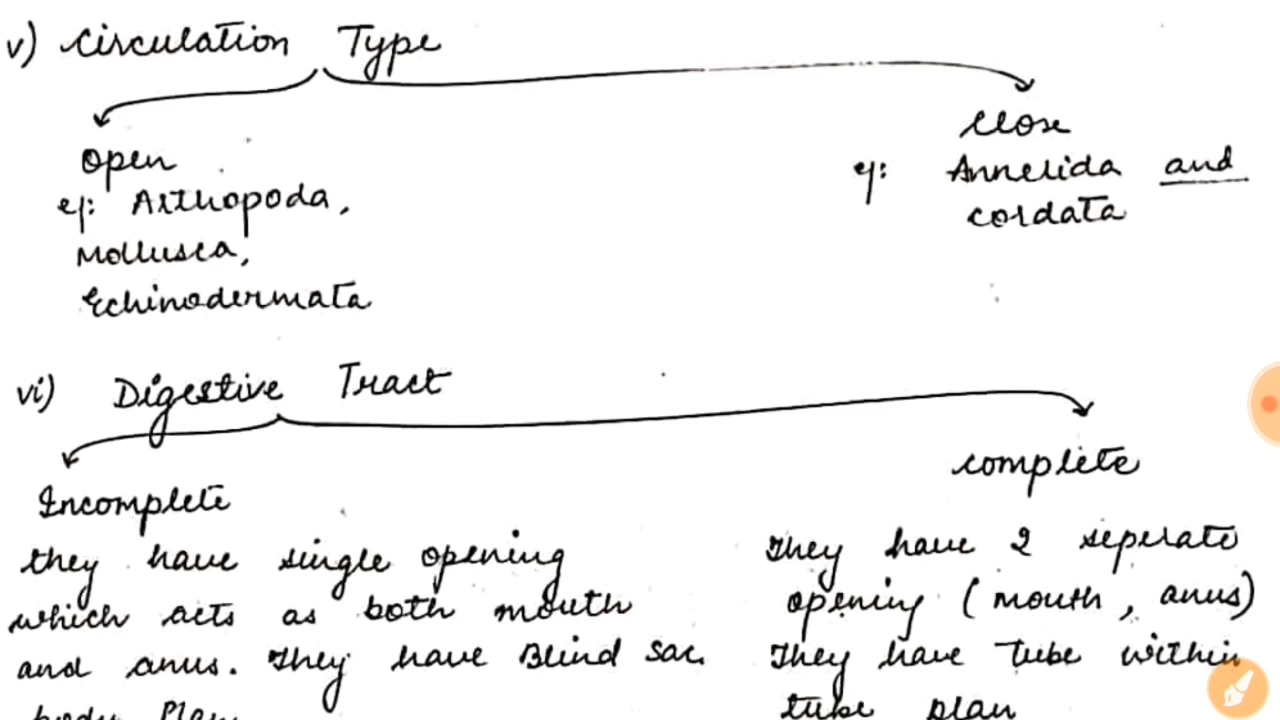 v) Circulation Type
open
eg: Arthopoda,
Mollusca,
Echinodermata
close
eg: Annelida and
cordata
vi) Digestive Tract
Incomplete
they have single opening
which acts as both mouth
and anus. They have Blind sac
body Plan
complete
They have 2 seperate
opening (mouth, anus)
They have tube within
tube plan